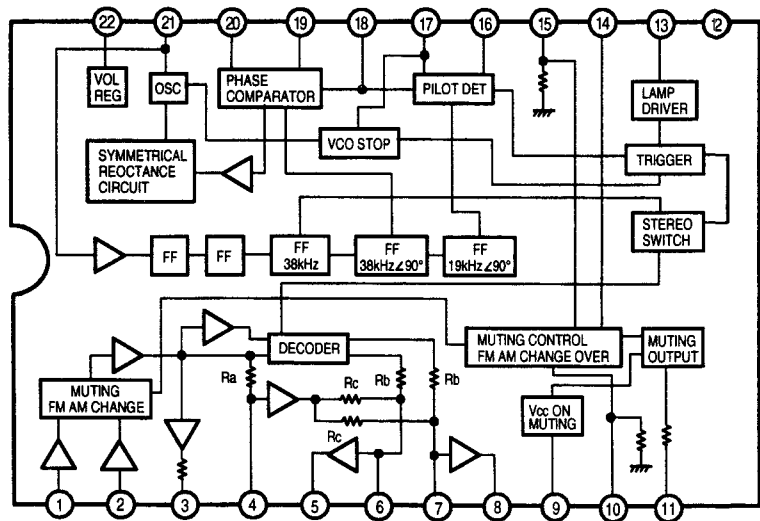 22
21
20
19
18
17
16
15
14
13
12
VOL
REG
OSC
PHASE
COMPARATOR
PILOT DET
LAMP
DRIVER
SYMMETRICAL
REOCTANCE
CIRCUIT
VCO STOP
TRIGGER
STEREO
SWITCH
FF
FF
FF
38kHz
FF
38kHz∠90°
FF
19kHz∠90°
DECODER
MUTING CONTROL
FM AM CHANGE OVER
MUTING
OUTPUT
MUTING
FM AM CHANGE
Ra
Rc
Rb
Rb
Rc
Vcc ON
MUTING
1
2
3
4
5
6
7
8
9
10
11